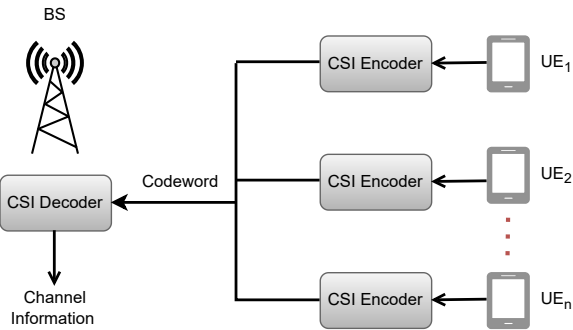 BS
CSI Encoder
UE1
CSI Encoder
UE2
Codeword
CSI Decoder
CSI Encoder
UEn
Channel
Information